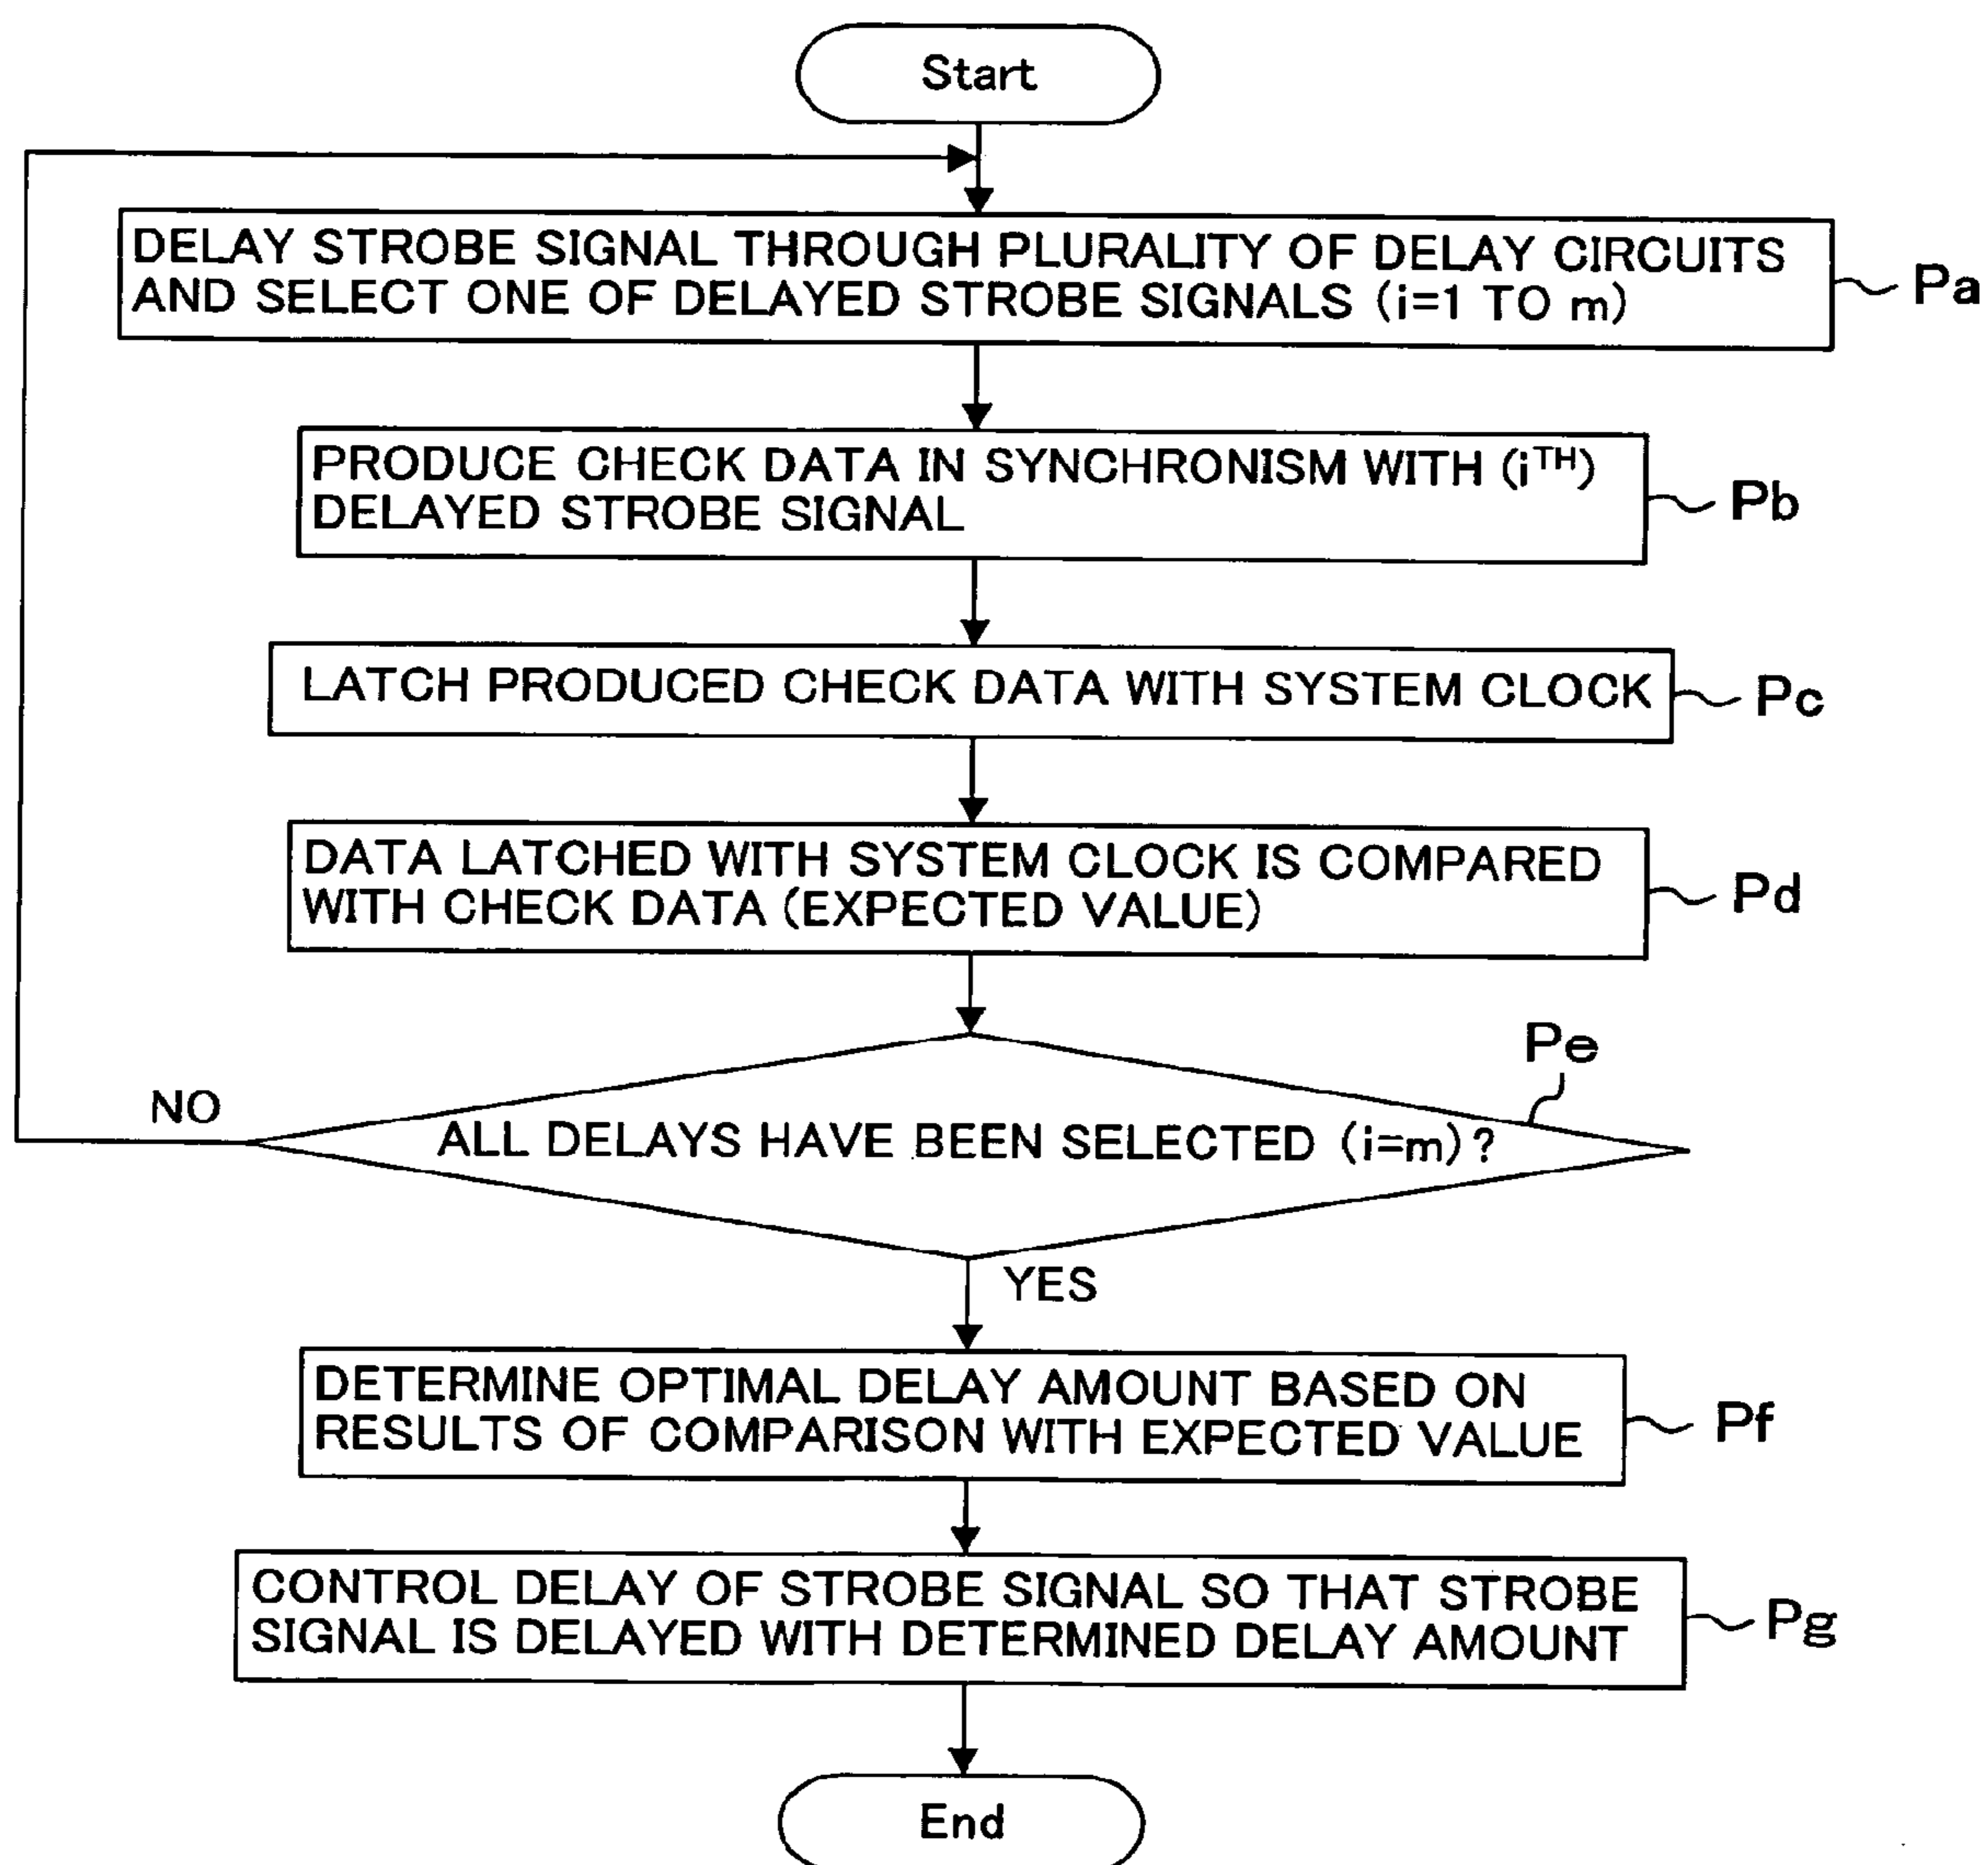 Start
DELAY STROBE SIGNAL THROUGH PLURALITY OF DELAY CIRCUITS
AND SELECT ONE OF DELAYED STROBE SIGNALS (i=1 TO m)
Pa
PRODUCE CHECK DATA IN SYNCHRONISM WITH (iTH)
DELAYED STROBE SIGNAL
Pb
LATCH PRODUCED CHECK DATA WITH SYSTEM CLOCK
Pc
DATA LATCHED WITH SYSTEM CLOCK IS COMPARED
WITH CHECK DATA (EXPECTED VALUE)
Pd
Pe
NO
ALL DELAYS HAVE BEEN SELECTED (i=m)?
YES
DETERMINE OPTIMAL DELAY AMOUNT BASED ON
RESULTS OF COMPARISON WITH EXPECTED VALUE
Pf
CONTROL DELAY OF STROBE SIGNAL SO THAT STROBE
SIGNAL IS DELAYED WITH DETERMINED DELAY AMOUNT
Pg
End